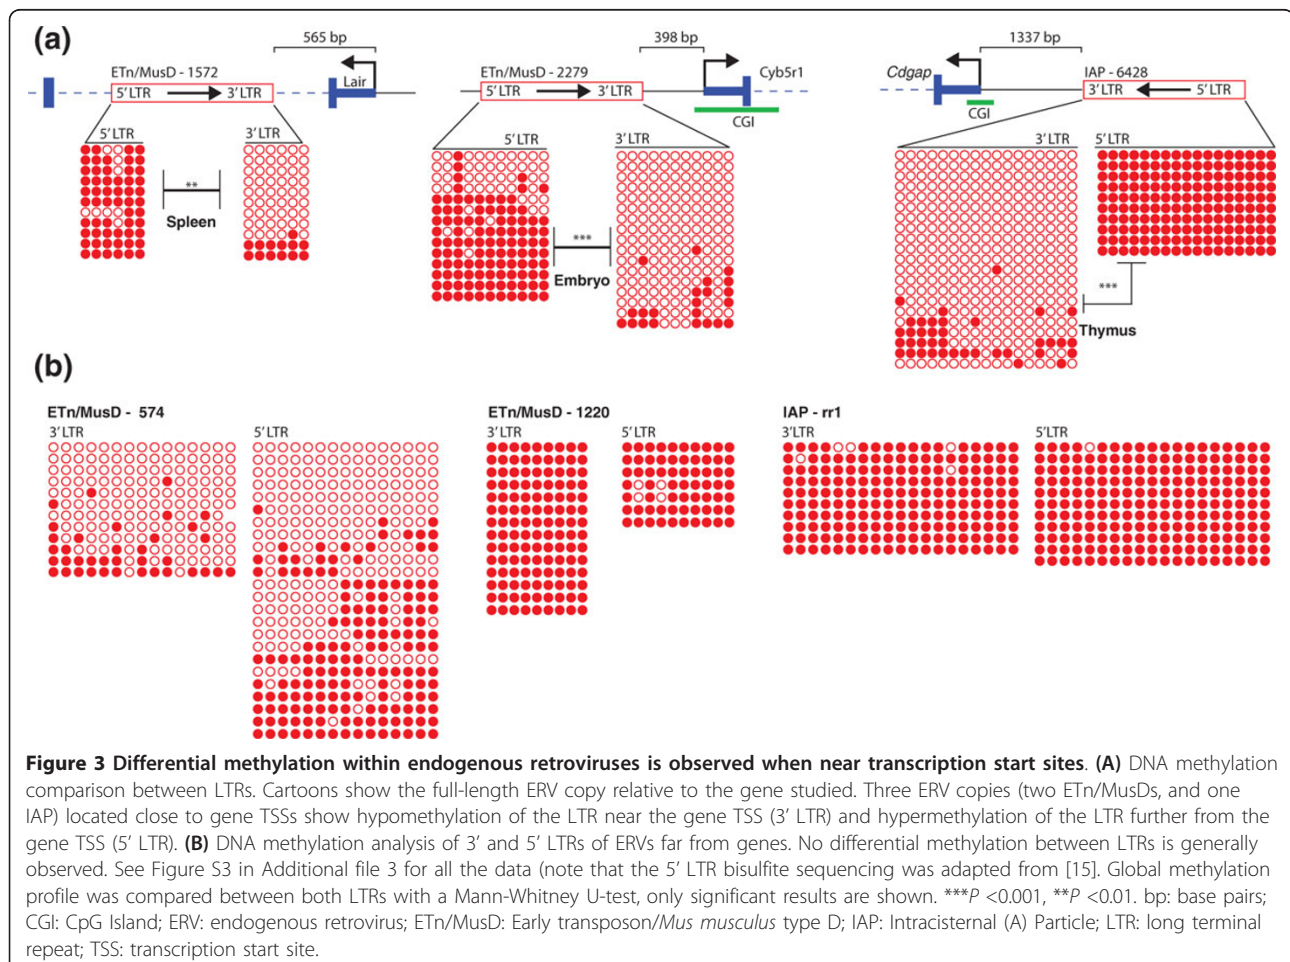 (a)
565 bp
398 bp
1337 bp
ETn/MusD - 1572
Lair
ETn/MusD - 2279
Cyb5r1
Cdgap
IAP - 6428
5' LTR
3' LTR
5' LTR
3' LTR
3' LTR
5' LTR
CGI
CGI
5' LTR
3' LTR
5' LTR
3' LTR
3' LTR
5' LTR
**
Spleen
***
Embryo
***
Thymus
(b)
ETn/MusD - 574
ETn/MusD - 1220
IAP - rr1
3' LTR
5' LTR
3' LTR
5' LTR
3' LTR
5' LTR
Figure 3 Differential methylation within endogenous retroviruses is observed when near transcription start sites. (A) DNA methylation
comparison between LTRs. Cartoons show the full-length ERV copy relative to the gene studied. Three ERV copies (two ETn/MusDs, and one
IAP) located close to gene TSSs show hypomethylation of the LTR near the gene TSS (3' LTR) and hypermethylation of the LTR further from the
gene TSS (5' LTR). (B) DNA methylation analysis of 3' and 5' LTRs of ERVs far from genes. No differential methylation between LTRs is generally
observed. See Figure S3 in Additional file 3 for all the data (note that the 5' LTR bisulfite sequencing was adapted from [15]. Global methylation
profile was compared between both LTRs with a Mann-Whitney U-test, only significant results are shown. ***P <0.001, **P <0.01. bp: base pairs;
CGI: CpG Island; ERV: endogenous retrovirus; ETn/MusD: Early transposon/Mus musculus type D; IAP: Intracisternal (A) Particle; LTR: long terminal
repeat; TSS: transcription start site.